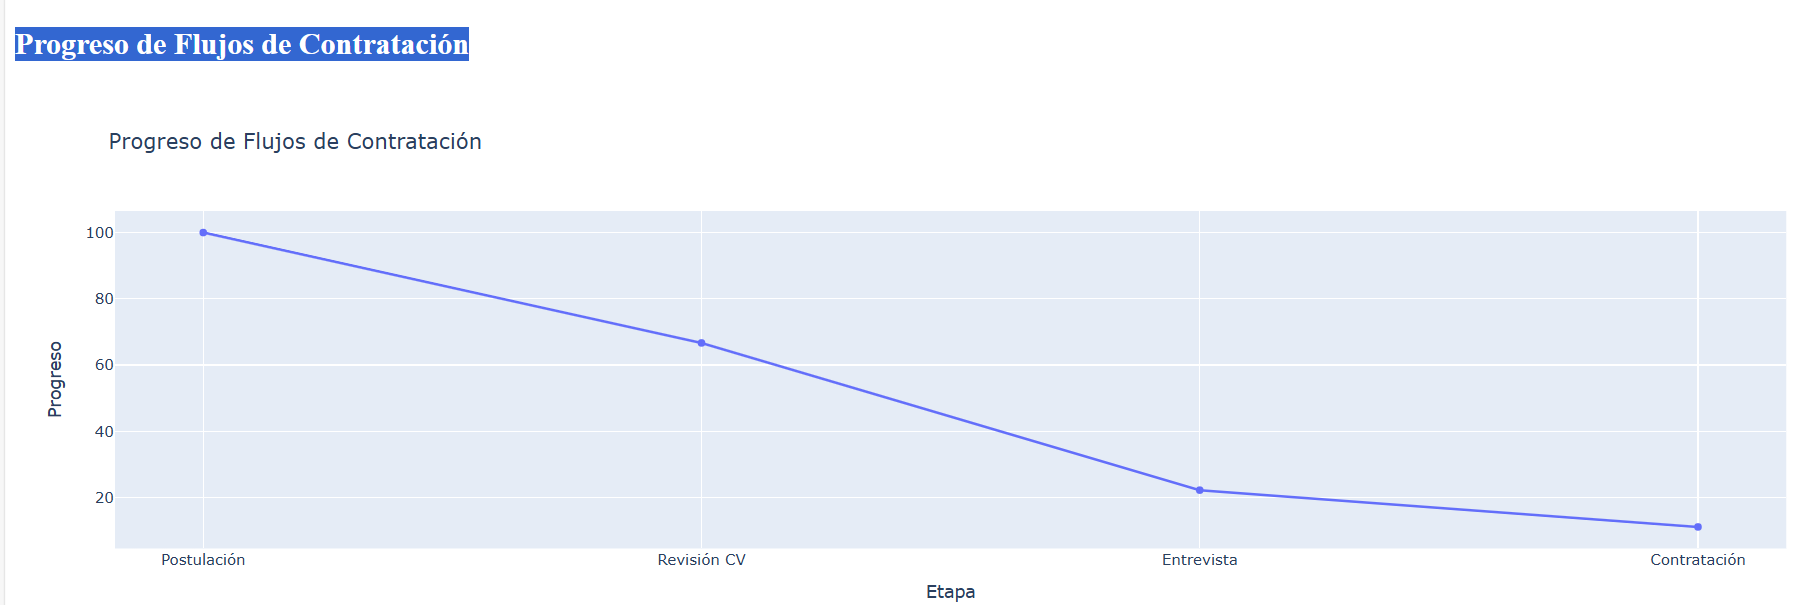 Progreso de Flujos de Contratación
Progreso de Flujos de Contratación
100
80
60
40
20
Progreso
Postulación
Revisión CV
Entrevista
Contratación
Etapa